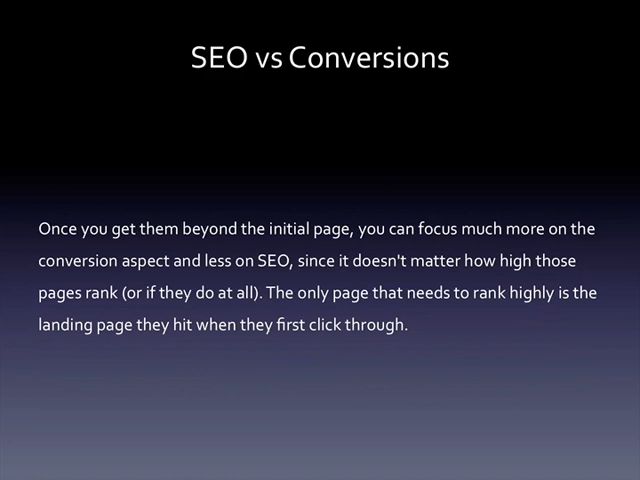 SEO vs Conversions
Once you get them beyond the initial page, you can focus much more on the
conversion aspect and less on SEO, since it doesn't matter how high those
pages rank (or if they do at all). The only page that needs to rank highly is the
landing page they hit when they first click through.